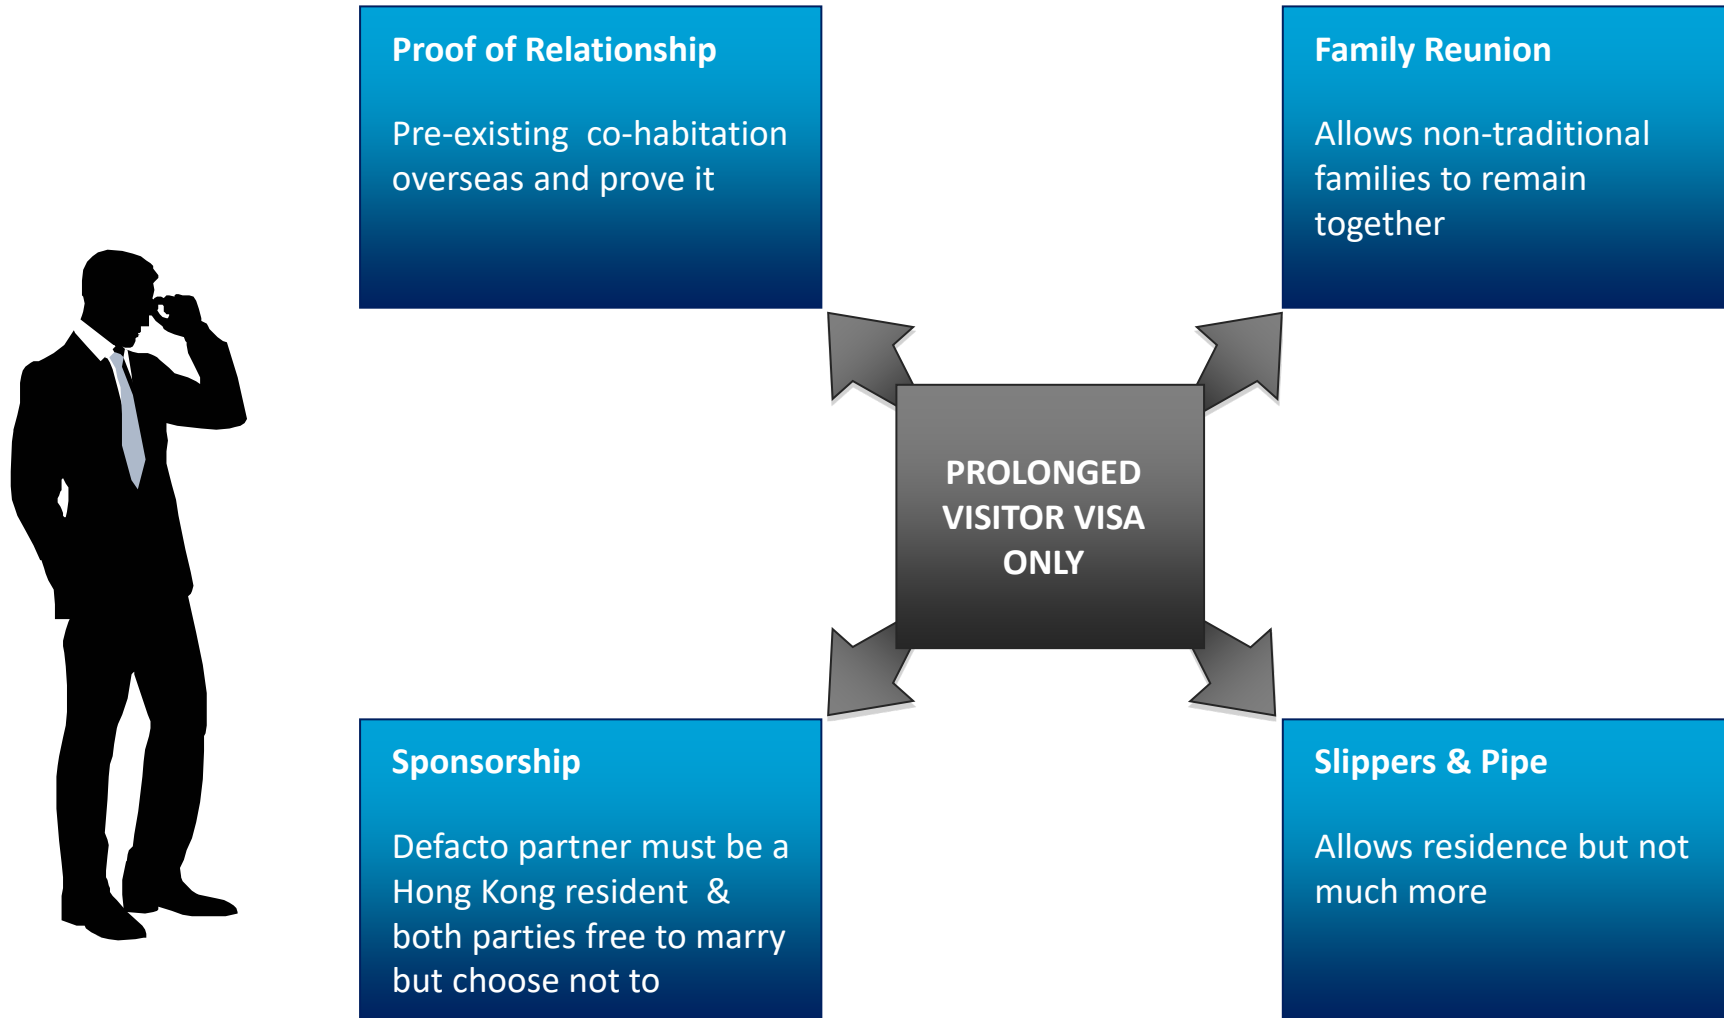 Proof of Relationship
Pre-existing  co-habitation
overseas and prove it
Family Reunion
Allows non-traditional
families to remain
together
PROLONGED
VISITOR VISA
ONLY
Sponsorship
Defacto partner must be a
Hong Kong resident  &
both parties free to marry
but choose not to
Slippers & Pipe
Allows residence but not
much more